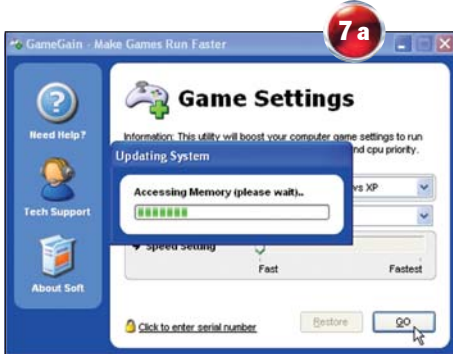 7a
GameGain - Make Games Run Faster
Need Help?
Tech Support
About Soft
Game Settings
Information: This utility will boost your computer game settings to run
nd cpu priority.
Updating System
Accessing Memory (please wait)..
vs XP
Speed Setting
Fast
Fastest
Click to enter serial number
Restore
GO